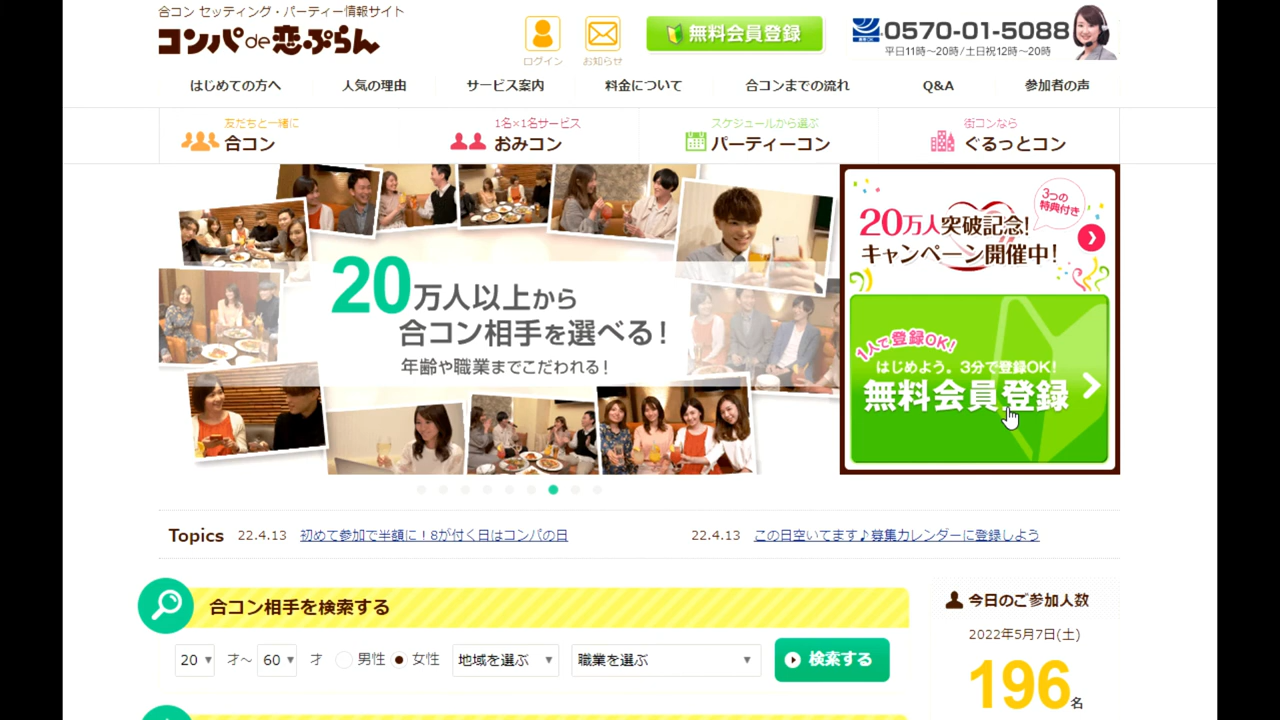 合コン セッティング・パーティー情報サイト
コンパde恋ぷらん
ログイン
お知らせ
無料会員登録
0570-01-5088
平日11時～20時/土日祝12時～20時
はじめての方へ 人気の理由 サービス案内 料金について 合コンまでの流れ Q&A 参加者の声
友だちと一緒に
合コン
1名×1名サービス
おみコン
スケジュールから選ぶ
パーティーコン
街コンなら
ぐるっとコン
20万人以上から
合コン相手を選べる！
年齢や職業までこだわれる！
3つの
特典付き
20万人突破記念!
キャンペーン開催中!
1人で登録OK!
はじめよう。3分で登録OK!
無料会員登録
Topics 22.4.13 初めて参加で半額に！8が付く日はコンパの日 22.4.13 この日空いてます♪募集カレンダーに登録しよう
合コン相手を検索する
20 才～ 60 才 男性 女性 地域を選ぶ 職業を選ぶ 検索する
今日のご参加人数
2022年5月7日(土)
196名